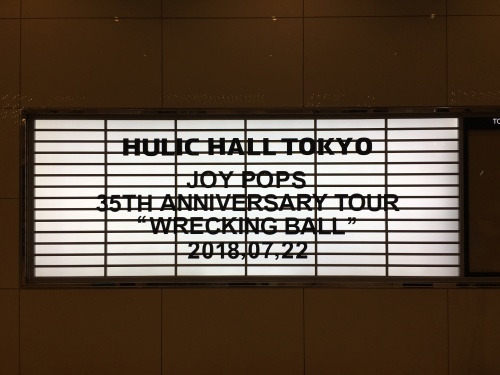 HULIC HALL TOKYO
JOY POPS
35TH ANNIVERSARY TOUR
“WRECKING BALL”
2018,07,22